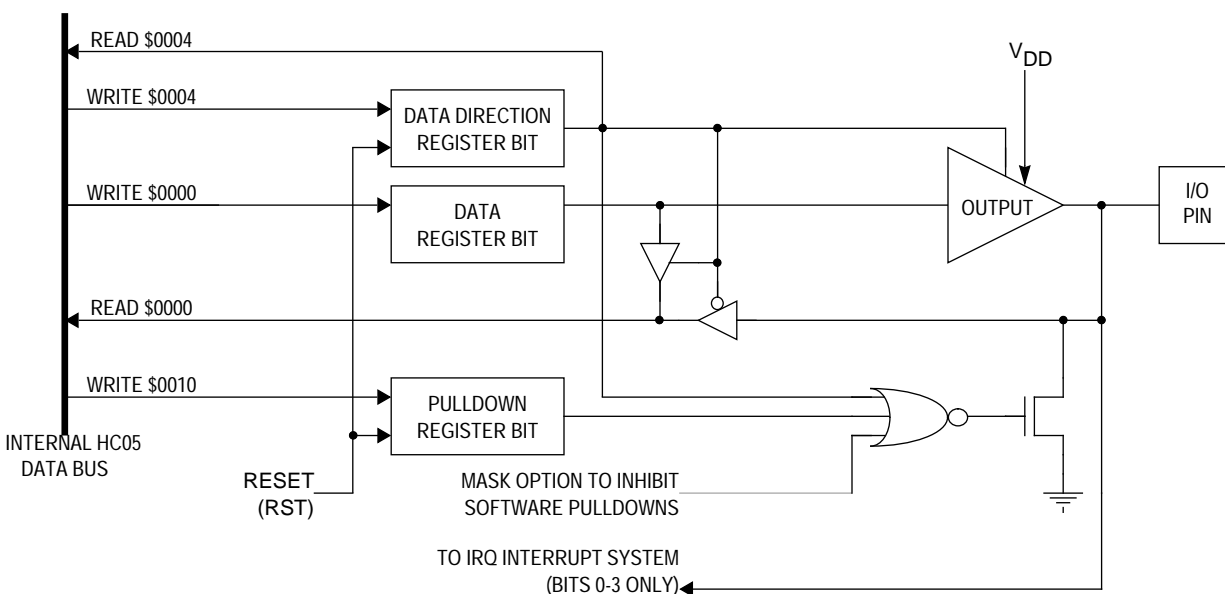 READ $0004
V_DD
WRITE $0004
DATA DIRECTION
REGISTER BIT
WRITE $0000
DATA
REGISTER BIT
OUTPUT
I/O
PIN
READ $0000
WRITE $0010
PULLDOWN
REGISTER BIT
INTERNAL HC05
DATA BUS
RESET
(RST)
MASK OPTION TO INHIBIT
SOFTWARE PULLDOWNS
TO IRQ INTERRUPT SYSTEM
(BITS 0-3 ONLY)